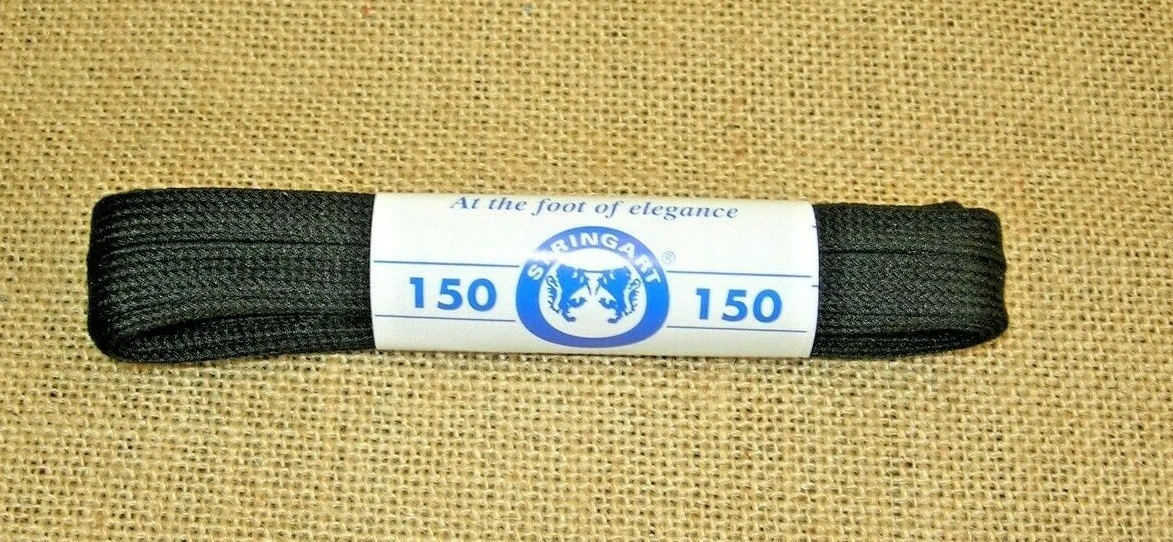 At the foot of elegance
STRINGART ®
150 150